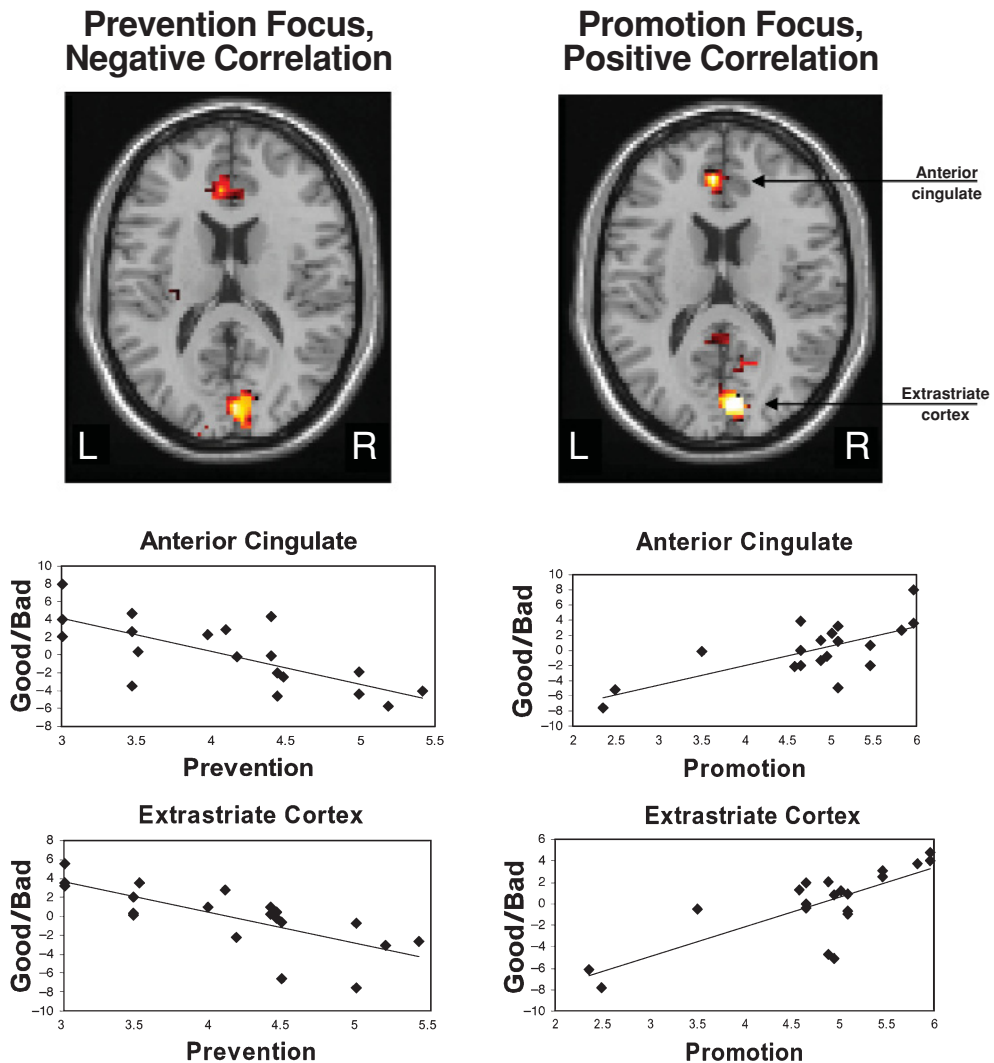 Prevention Focus,
Negative Correlation
Promotion Focus,
Positive Correlation
Anterior
cingulate
Extrastriate
cortex
L
R
L
R
Anterior Cingulate
Good/Bad
10
8
6
4
2
0
−2
−4
−6
−8
3
3.5
4
4.5
5
5.5
Prevention
Anterior Cingulate
Good/Bad
10
8
6
4
2
0
−2
−4
−6
−8
−10
2
2.5
3
3.5
4
4.5
5
5.5
6
Promotion
Extrastriate Cortex
Good/Bad
8
6
4
2
0
−2
−4
−6
−8
−10
3
3.5
4
4.5
5
5.5
Prevention
Extrastriate Cortex
Good/Bad
6
4
2
0
−2
−4
−6
−8
−10
2
2.5
3
3.5
4
4.5
5
5.5
6
Promotion